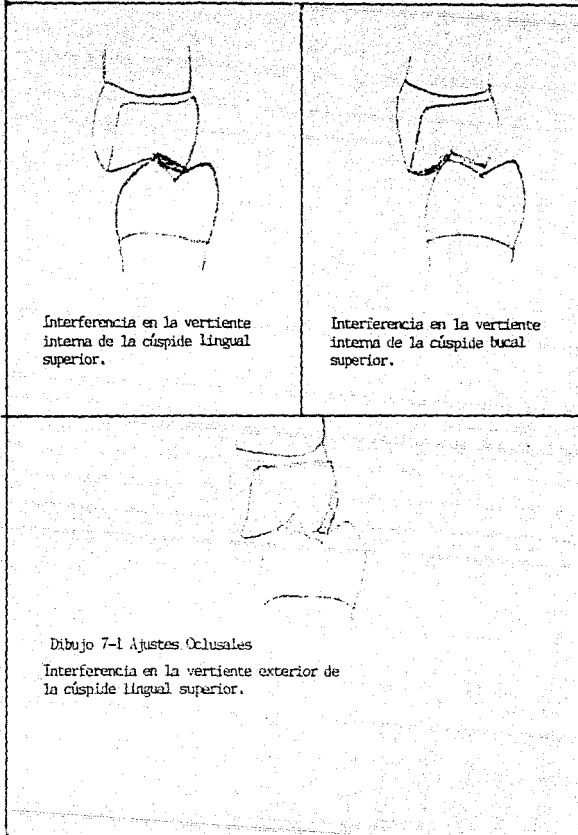 Interferencia en la vertiente
interna de la cúspide lingual
superior.
Interferencia en la vertiente
interna de la cúspide bucal
superior.
Dibujo 7-1 Ajustes Oclusales
Interferencia en la vertiente exterior de
la cúspide lingual superior.